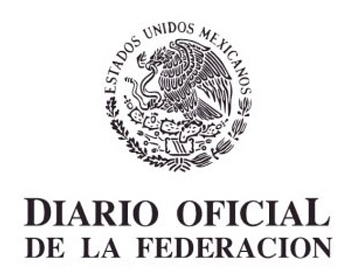 ESTADOS UNIDOS MEXICANOS
DIARIO OFICIAL
DE LA FEDERACION